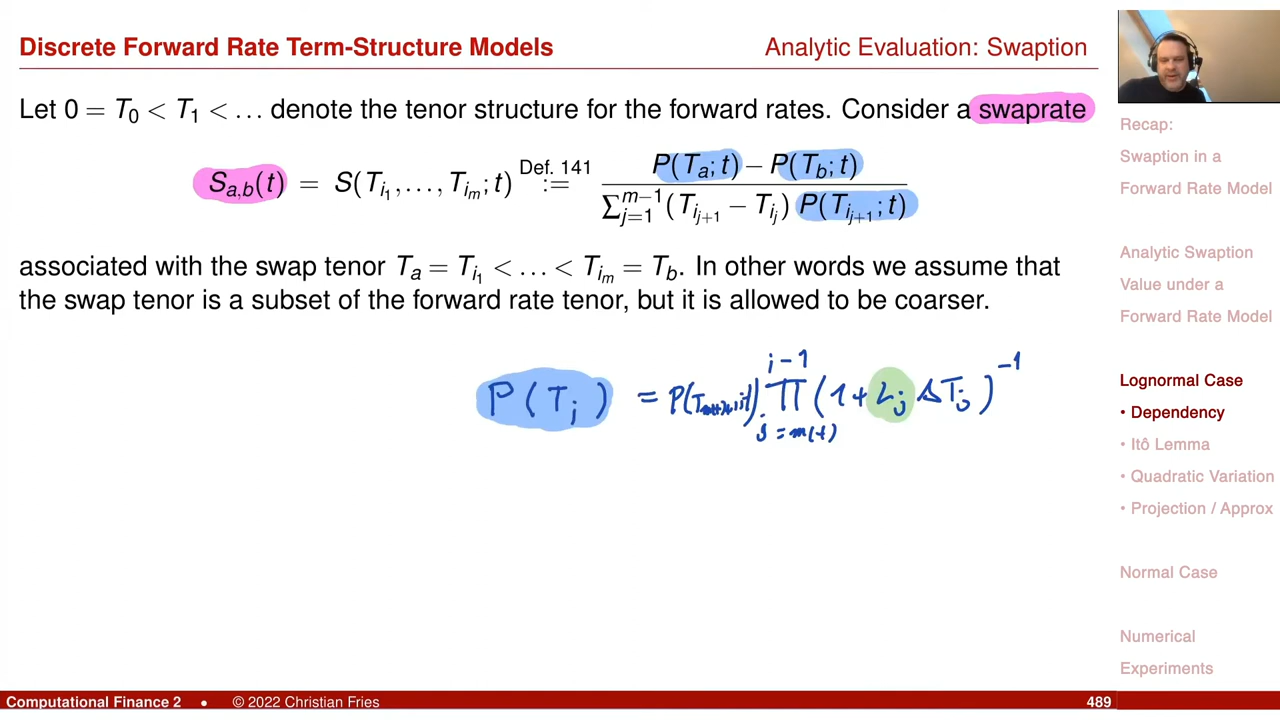 Discrete Forward Rate Term-Structure Models Analytic Evaluation: Swaption
Let 0 = T₀ < T₁ < … denote the tenor structure for the forward rates. Consider a swaprate
S_{a,b}(t) = S(T_{i₁}, …, T_{i_m}; t) Def. 141 := P(T_a; t) − P(T_b; t)
∑_{j=1}^{m−1} (T_{i_{j+1}} − T_{i_j}) P(T_{i_{j+1}}; t)
associated with the swap tenor T_a = T_{i₁} < … < T_{i_m} = T_b. In other words we assume that
the swap tenor is a subset of the forward rate tenor, but it is allowed to be coarser.
P(T_i) = P(T_{m(t)}; t) ∏_{j=m(t)}^{i−1} (1 + L_j ΔT_j)^{−1}
Recap:
Swaption in a
Forward Rate Model
Analytic Swaption
Value under a
Forward Rate Model
Lognormal Case
• Dependency
• Itô Lemma
• Quadratic Variation
• Projection / Approx
Normal Case
Numerical
Experiments
Computational Finance 2 • © 2022 Christian Fries 489